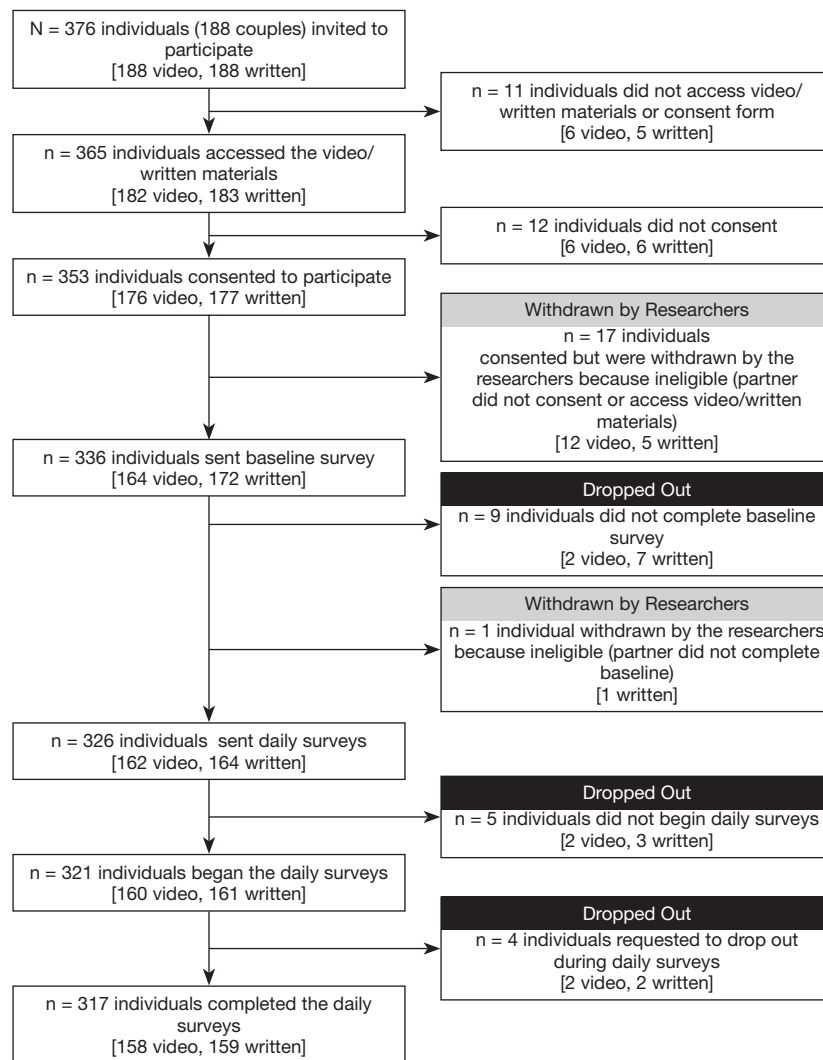 N = 376 individuals (188 couples) invited to
participate
[188 video, 188 written]
n = 11 individuals did not access video/
written materials or consent form
[6 video, 5 written]
n = 365 individuals accessed the video/
written materials
[182 video, 183 written]
n = 12 individuals did not consent
[6 video, 6 written]
n = 353 individuals consented to participate
[176 video, 177 written]
Withdrawn by Researchers
n = 17 individuals
consented but were withdrawn by the
researchers because ineligible (partner
did not consent or access video/written
materials)
[12 video, 5 written]
n = 336 individuals sent baseline survey
[164 video, 172 written]
Dropped Out
n = 9 individuals did not complete baseline
survey
[2 video, 7 written]
Withdrawn by Researchers
n = 1 individual withdrawn by the researchers
because ineligible (partner did not complete
baseline)
[1 written]
n = 326 individuals sent daily surveys
[162 video, 164 written]
Dropped Out
n = 5 individuals did not begin daily surveys
[2 video, 3 written]
n = 321 individuals began the daily surveys
[160 video, 161 written]
Dropped Out
n = 4 individuals requested to drop out
during daily surveys
[2 video, 2 written]
n = 317 individuals completed the daily
surveys
[158 video, 159 written]